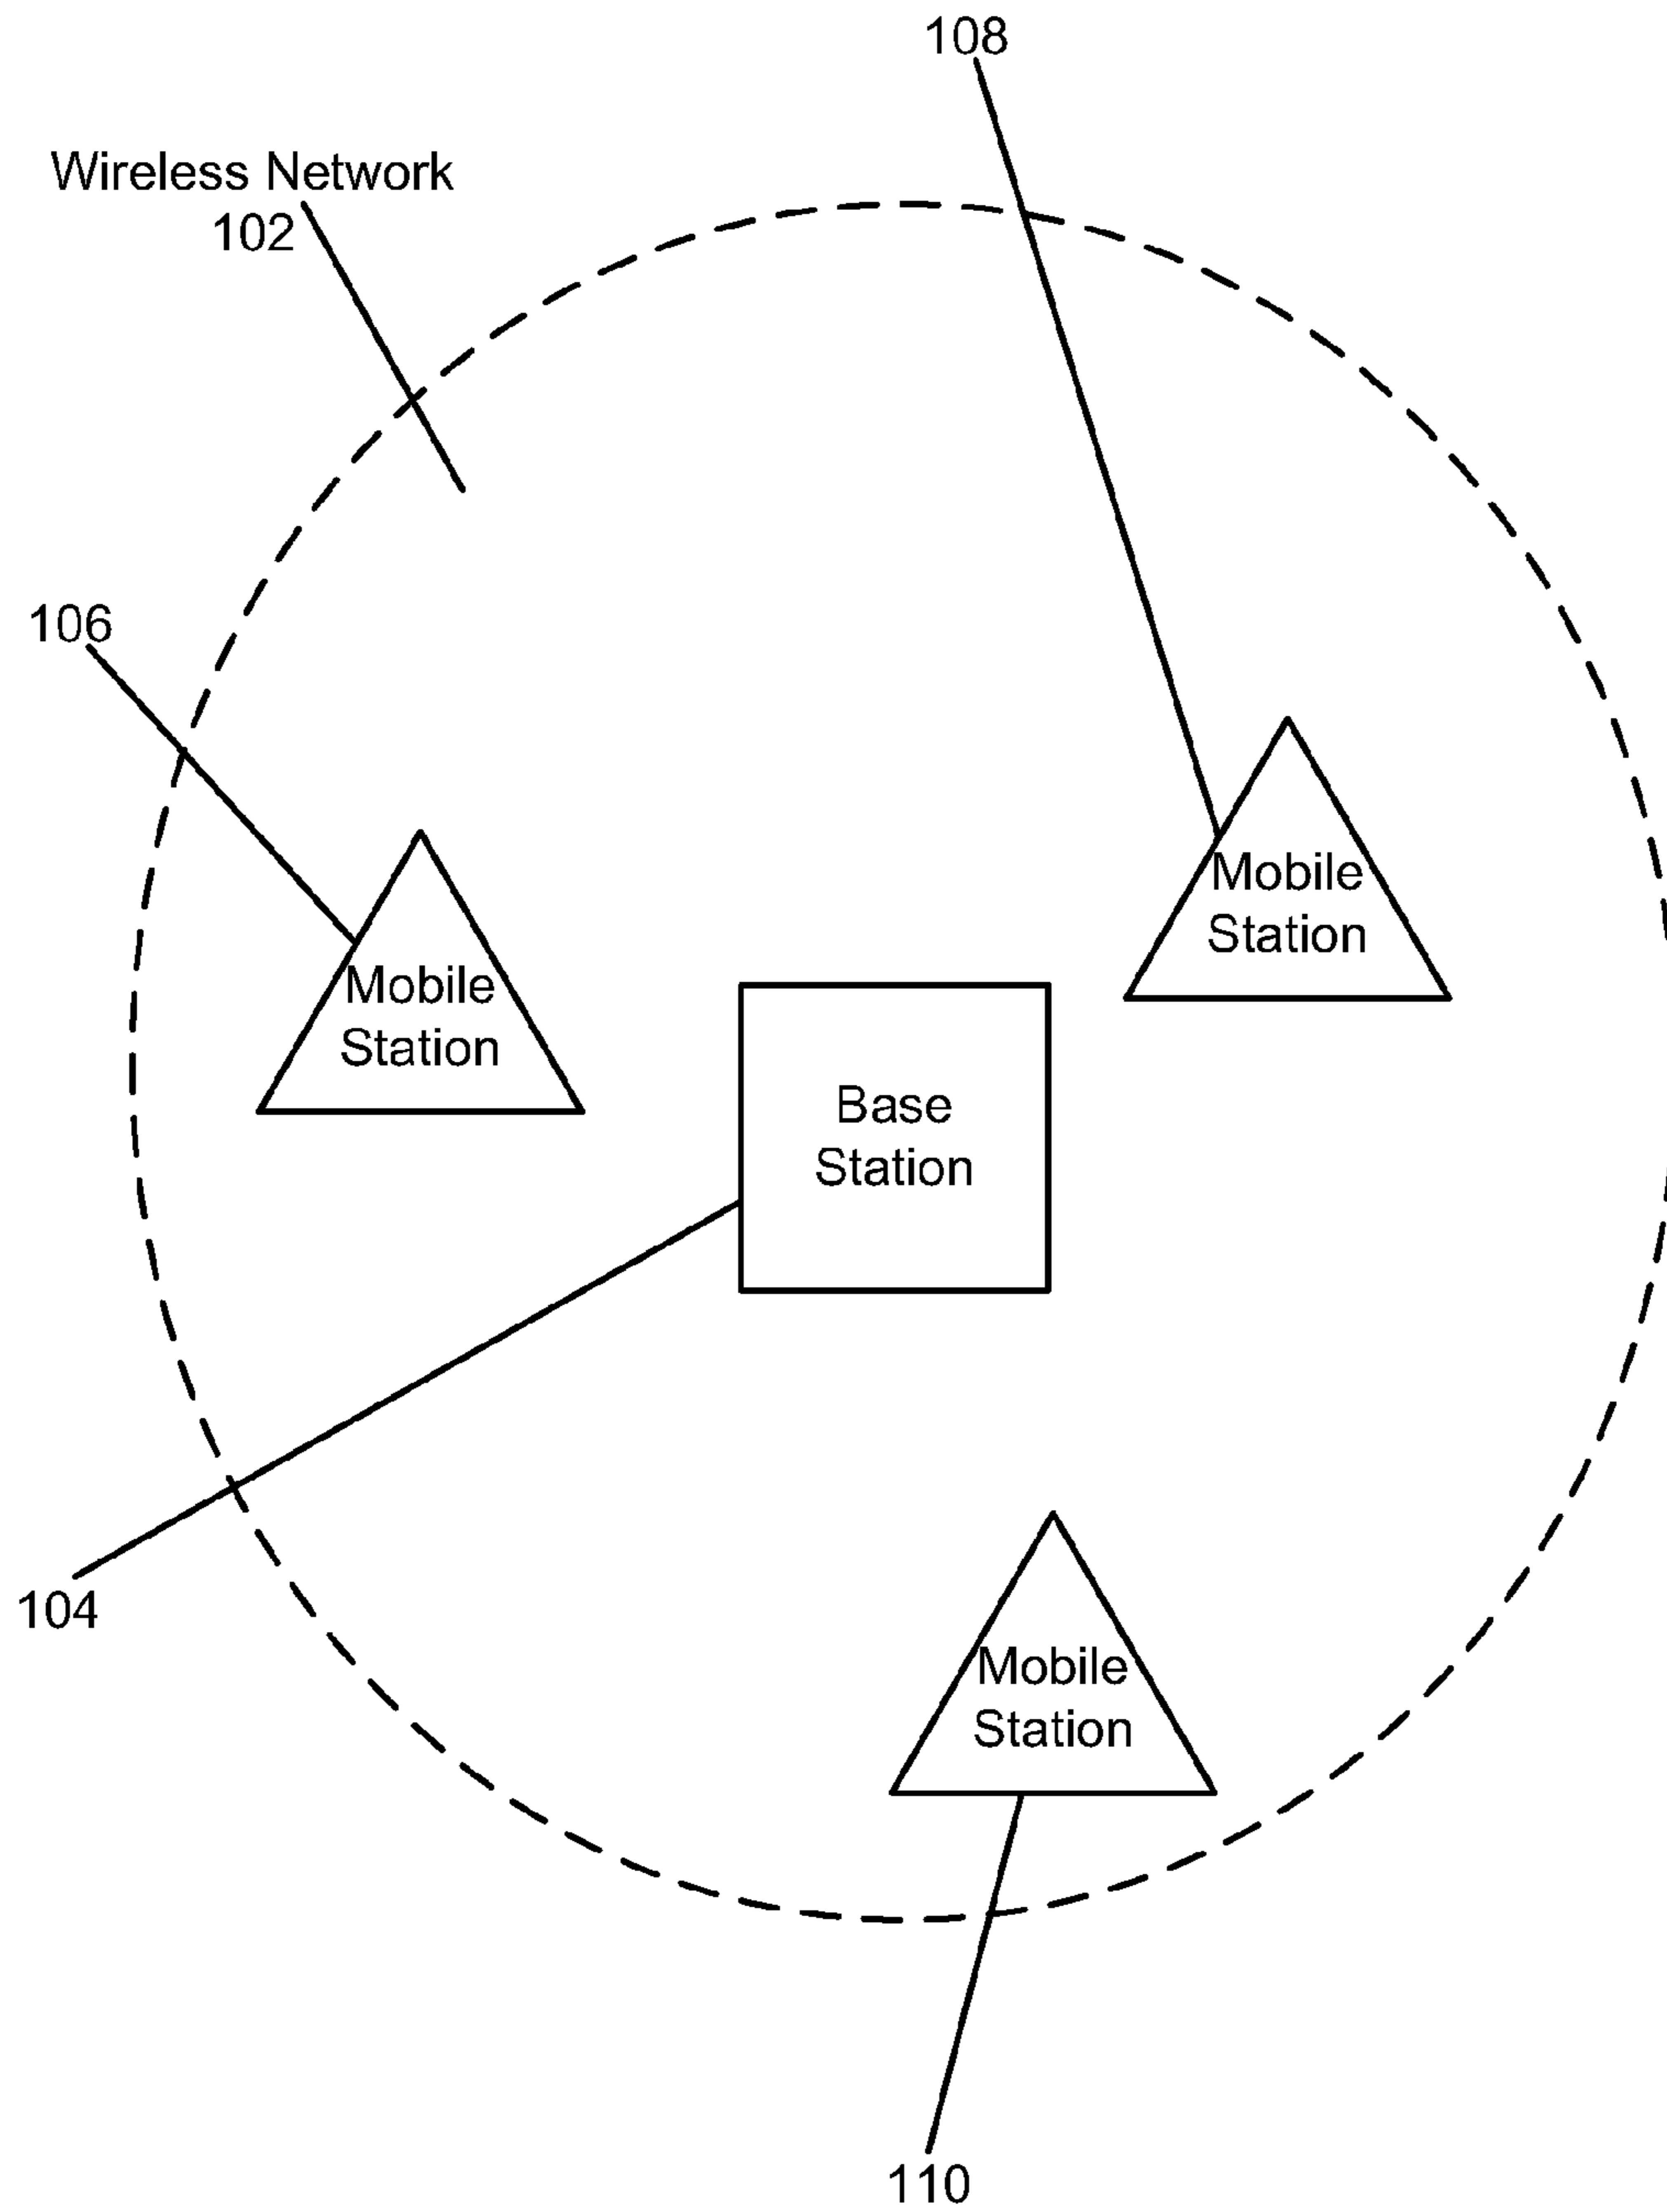 108
Wireless Network
102
106
Mobile
Station
Mobile
Station
Base
Station
104
Mobile
Station
110